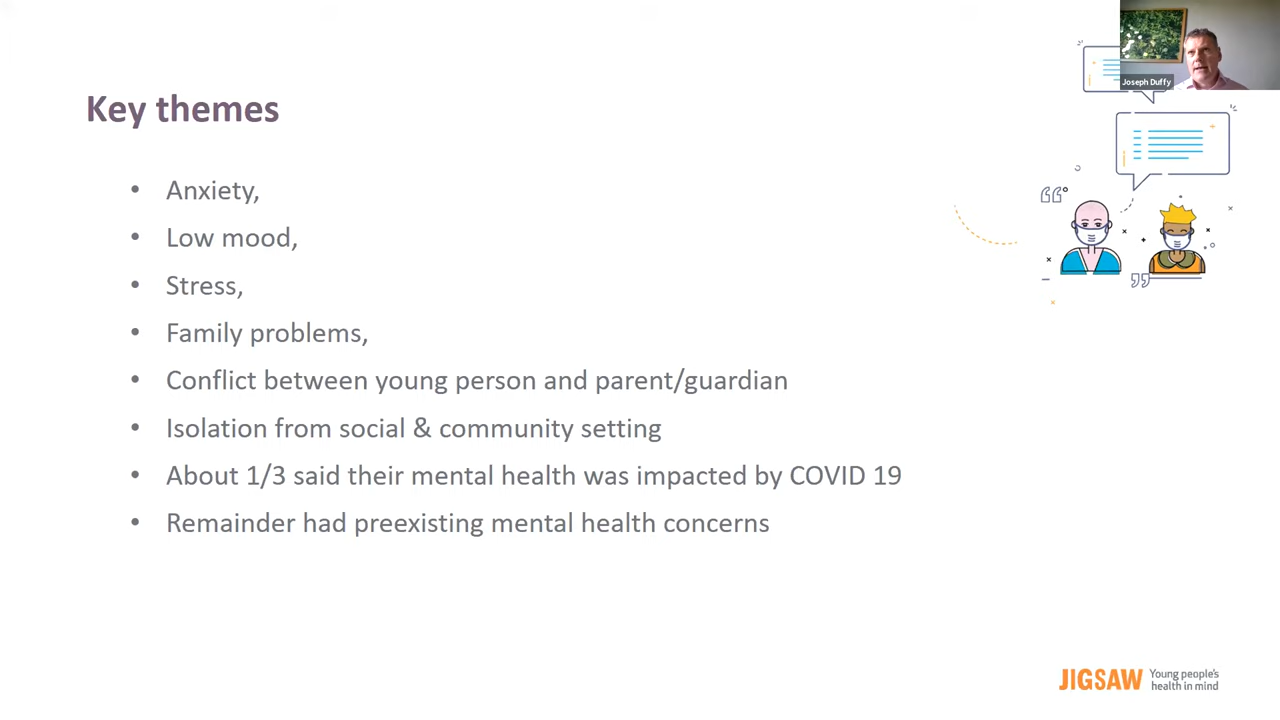 Joseph Duffy
Key themes
• Anxiety,
• Low mood,
• Stress,
• Family problems,
• Conflict between young person and parent/guardian
• Isolation from social & community setting
• About 1/3 said their mental health was impacted by COVID 19
• Remainder had preexisting mental health concerns
JIGSAW
Young people's
health in mind